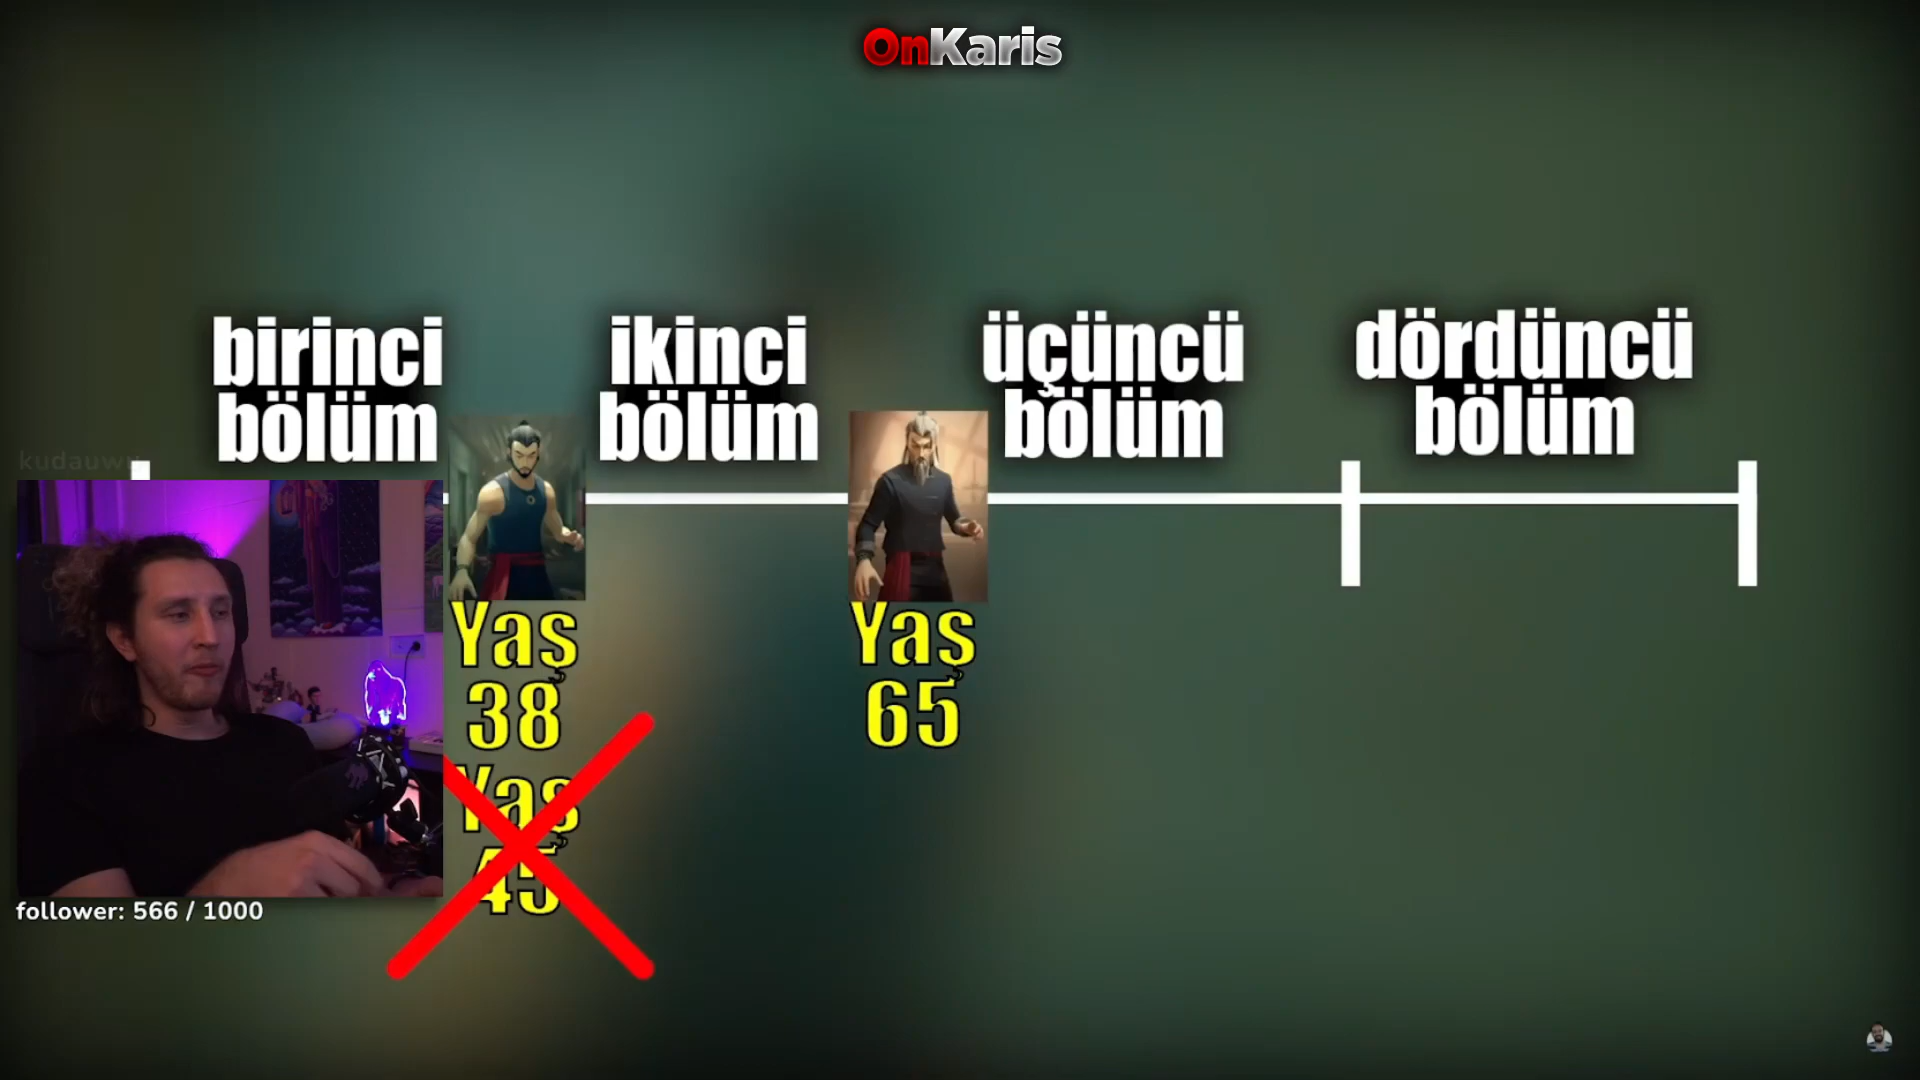 OnKaris
birinci
bölüm
ikinci
bölüm
üçüncü
bölüm
dördüncü
bölüm
Yaş
38
Yaş
45
Yaş
65
follower: 566 / 1000